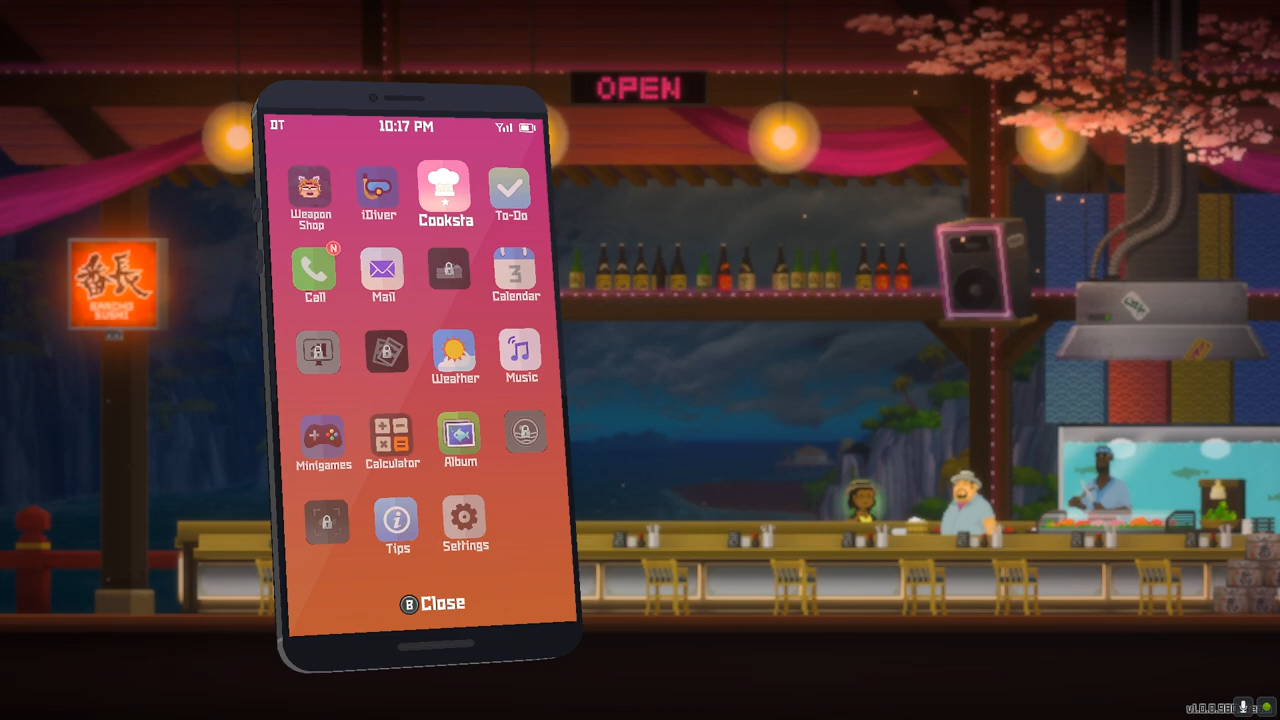 OPEN
DT
10:17 PM
Weapon
Shop
iDiver
Cooksta
To-Do
N
Call
Mail
3
Calendar
Weather
Music
Minigames
Calculator
Album
Tips
Settings
B Close
番長
BANCHO
SUSHI